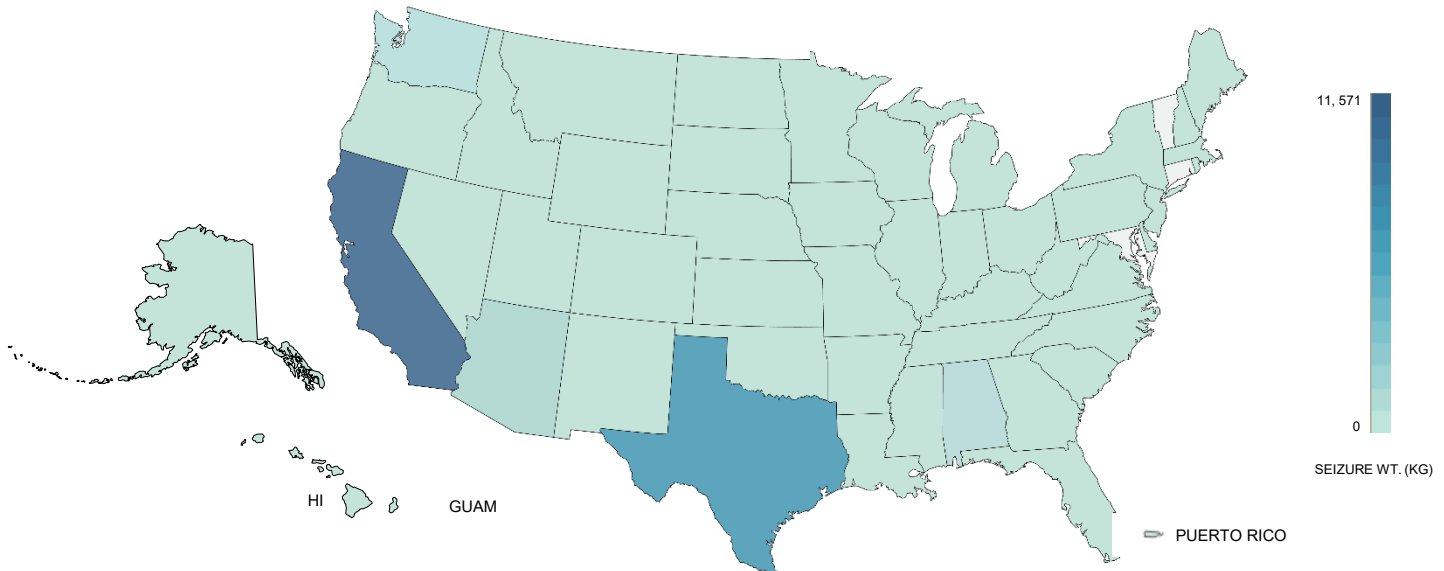 11, 571
0
SEIZURE WT. (KG)
HI
GUAM
PUERTO RICO